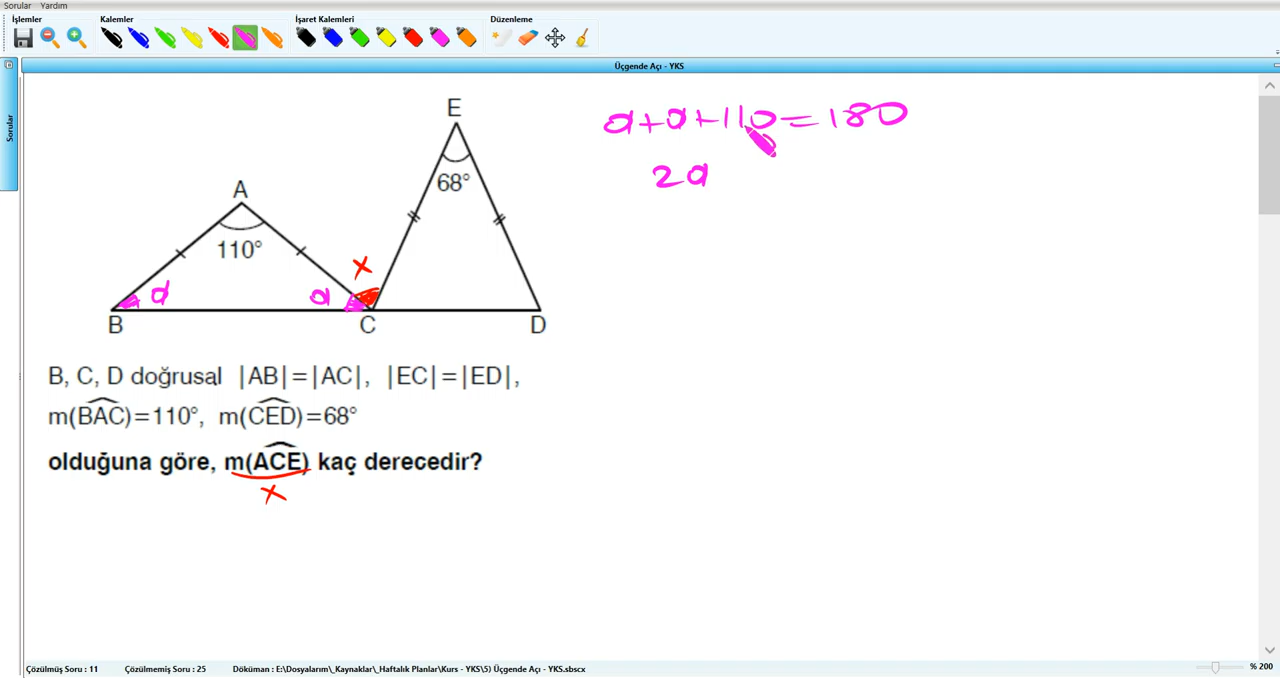 Sorular Yardım
İşlemler Kalemler İşaret Kalemleri Düzenleme
Üçgende Açı - YKS
Sorular
a+a+110=180
2a
E
68°
A
110°
x
a
a
B
C
D
B, C, D doğrusal |AB|=|AC|, |EC|=|ED|,
m(BAC)=110°, m(CED)=68°
olduğuna göre, m(ACE) kaç derecedir?
x
Çözülmüş Soru : 11 Çözülmemiş Soru : 25 Döküman : E:\Dosyalarım\_Kaynaklar\_Haftalık Planlar\Kurs - YKS\5) Üçgende Açı - YKS.sbscx % 200